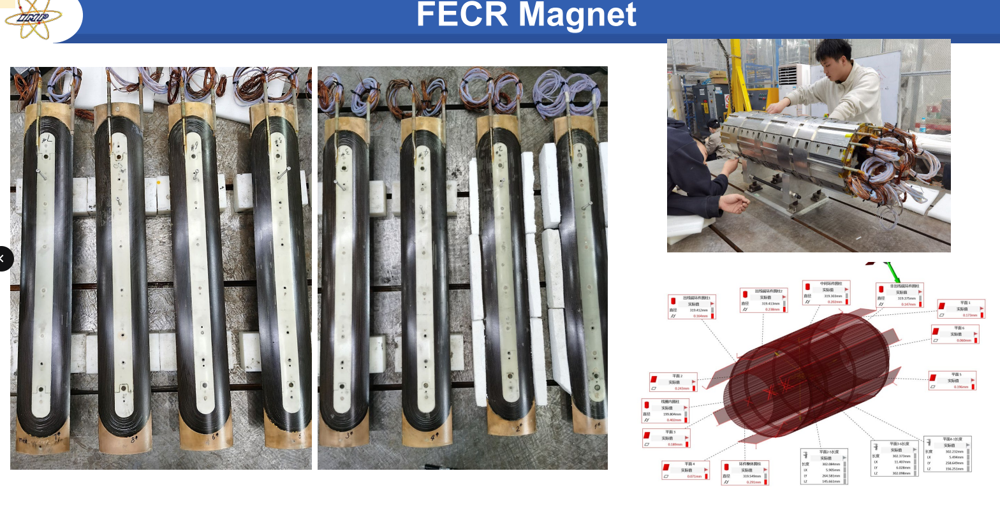 IMP
FECR Magnet
7#
8#
6#
5
3#
4#
2#
1#
中间环件圆柱
实际值
直径 319.303mm
0.202mm
非出线端环件圆柱
实际值
直径 319.375mm
0.147mm
出线端环件圆柱2
实际值
直径 319.413mm
0.238mm
出线端环件圆柱1
实际值
直径 319.412mm
0.164mm
平面 1
实际值
0.173mm
平面 6
实际值
0.060mm
平面 2
实际值
0.243mm
平面 5
实际值
0.196mm
线圈内圆柱
实际值
直径 199.804mm
0.402mm
平面 3
实际值
0.189mm
平面 4
实际值
0.071mm
环件整体圆柱
实际值
直径 319.549mm
0.291mm
平面2-5长度
实际值
长度 302.084mm
LX 5.905mm
LY 264.581mm
LZ 145.661mm
平面3-6长度
实际值
长度 302.373mm
LX 11.407mm
LY 6.028mm
LZ 302.098mm
平面4-1长度
实际值
长度 302.232mm
LX 5.494mm
LY 258.649mm
LZ 156.251mm